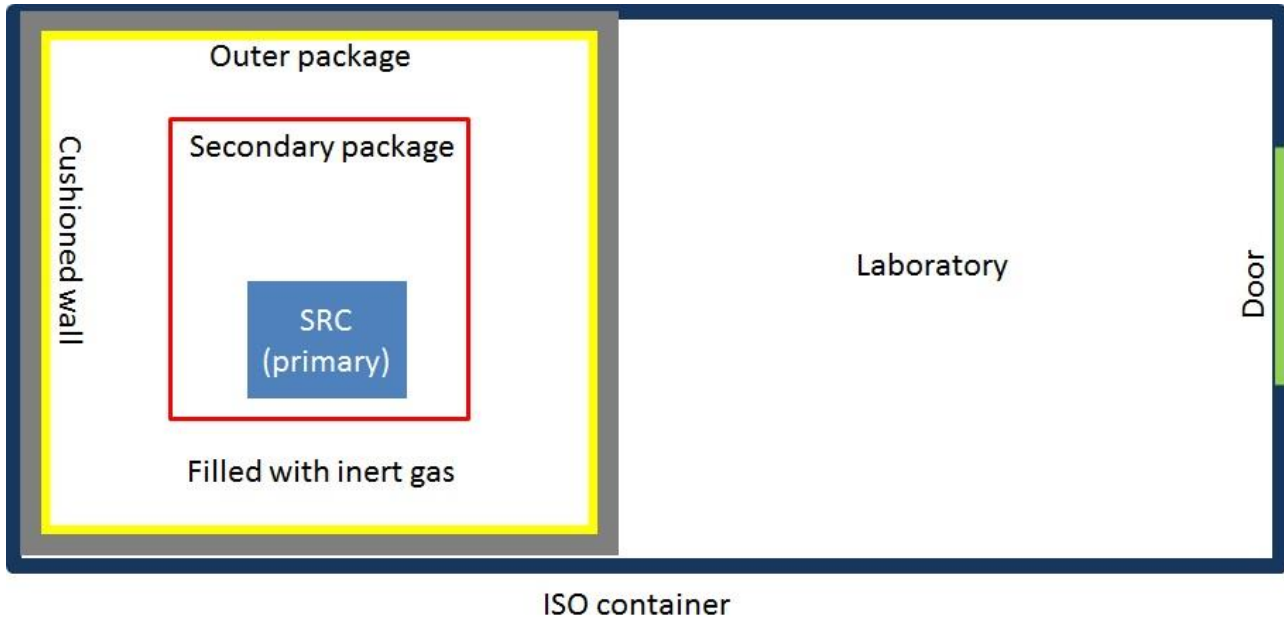 Outer package
Cushioned wall
Secondary package
SRC
(primary)
Filled with inert gas
Laboratory
Door
ISO container